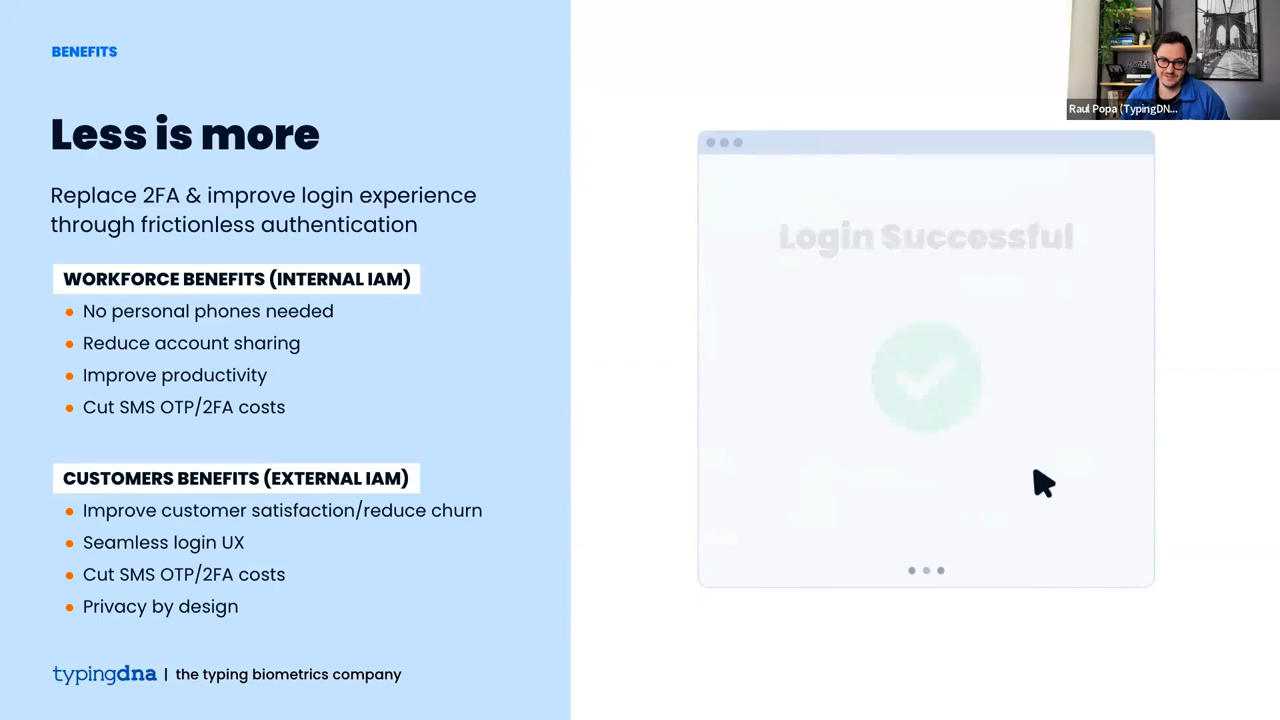 BENEFITS
Less is more
Replace 2FA & improve login experience
through frictionless authentication
WORKFORCE BENEFITS (INTERNAL IAM)
No personal phones needed
Reduce account sharing
Improve productivity
Cut SMS OTP/2FA costs
CUSTOMERS BENEFITS (EXTERNAL IAM)
Improve customer satisfaction/reduce churn
Seamless login UX
Cut SMS OTP/2FA costs
Privacy by design
typingdna | the typing biometrics company
Raul Popa (TypingDN...
Login Successful